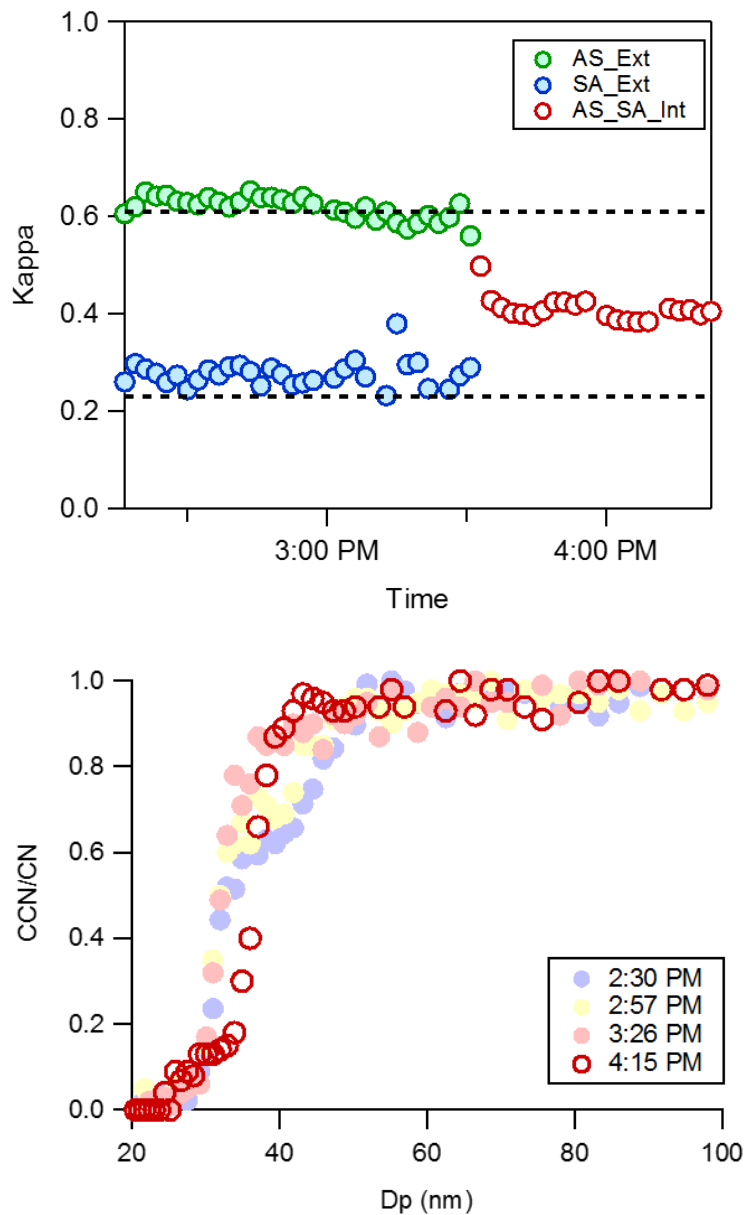 1.0
0.8
0.6
0.4
0.2
0.0
Kappa
AS_Ext
SA_Ext
AS_SA_Int
3:00 PM
4:00 PM
Time
1.0
0.8
0.6
0.4
0.2
0.0
CCN/CN
2:30 PM
2:57 PM
3:26 PM
4:15 PM
20
40
60
80
100
Dp (nm)